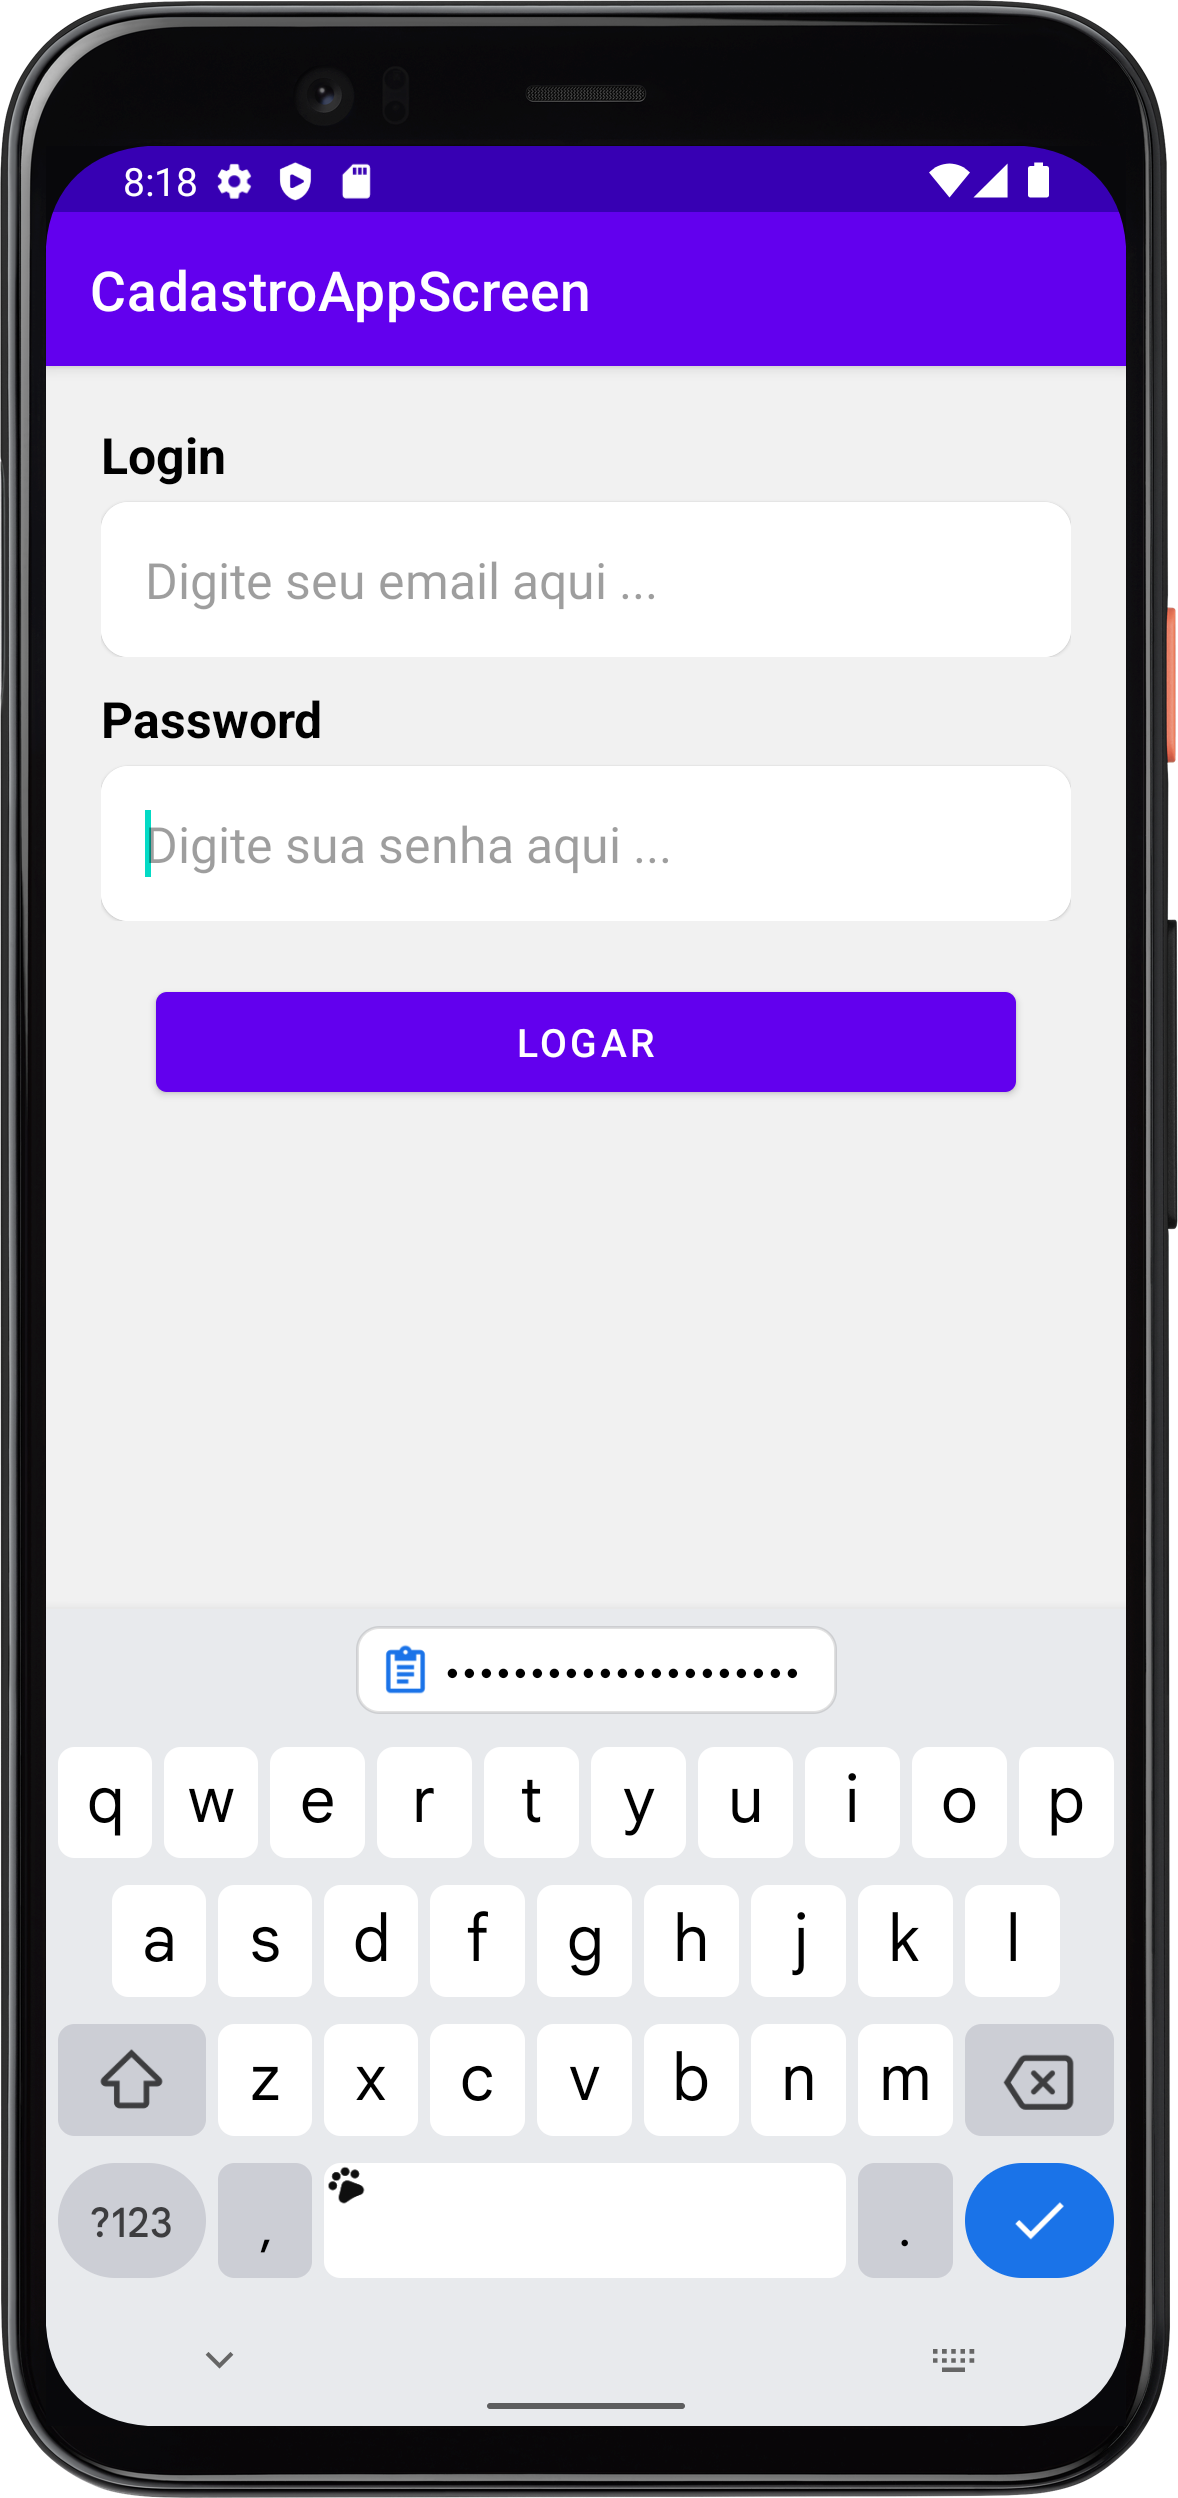 8:18
CadastroAppScreen
Login
Digite seu email aqui ...
Password
Digite sua senha aqui ...
LOGAR
•••••••••••••••••••••
q w e r t y u i o p
a s d f g h j k l
z x c v b n m
?123 , .